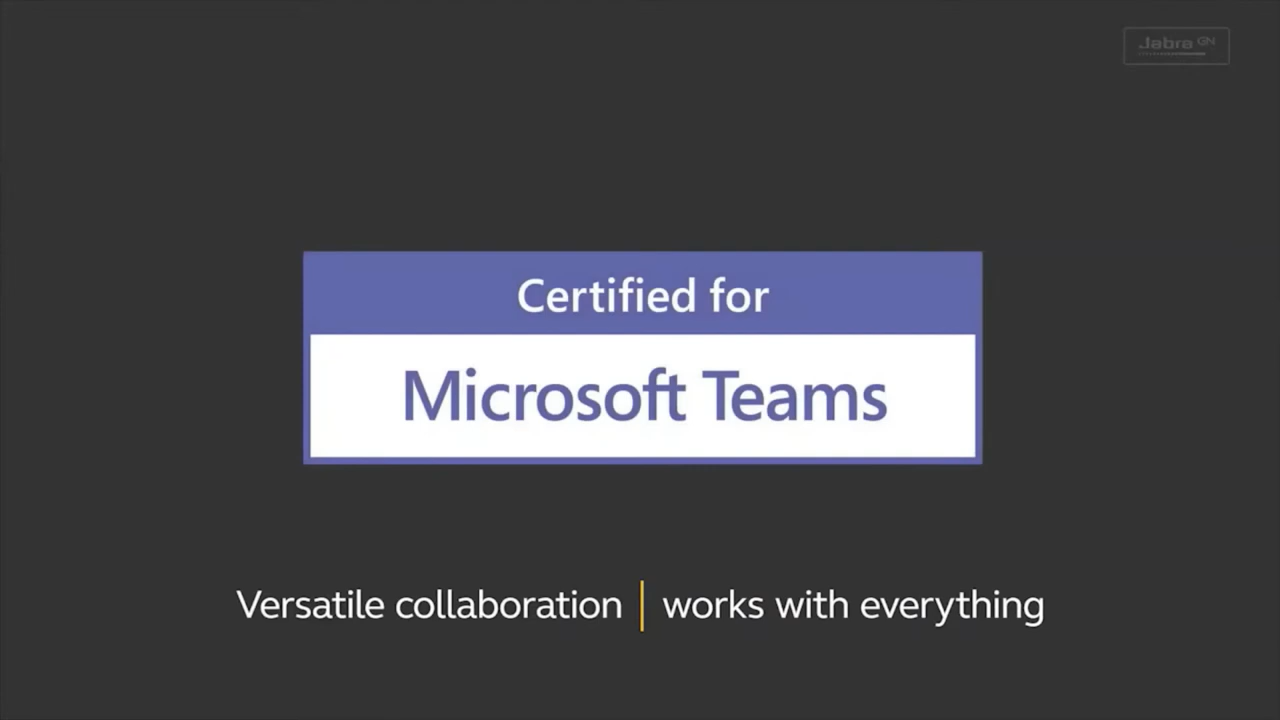 Jabra GN
Certified for
Microsoft Teams
Versatile collaboration | works with everything